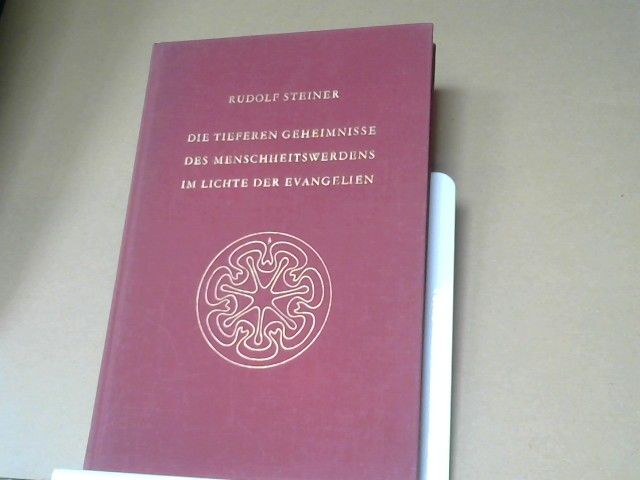 RUDOLF STEINER
DIE TIEFEREN GEHEIMNISSE
DES MENSCHHEITSWERDENS
IM LICHTE DER EVANGELIEN